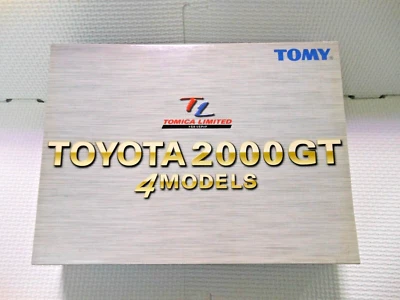 TOMY
TL
TOMICA LIMITED
TOYOTA 2000GT
4 MODELS